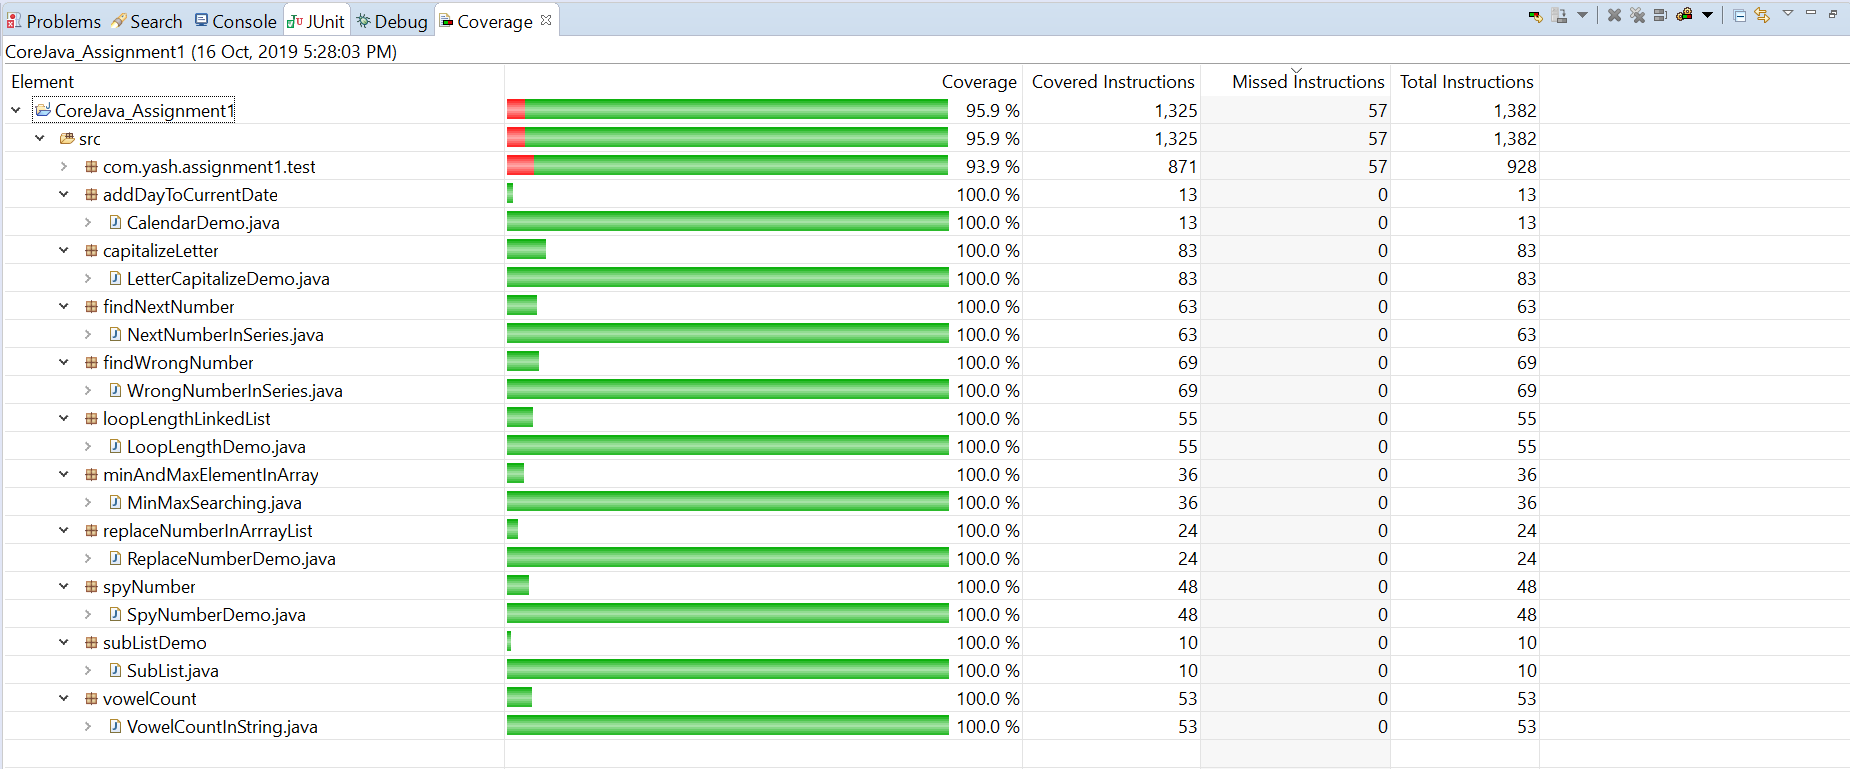 Problems Search Console JUnit Debug Coverage
CoreJava_Assignment1 (16 Oct, 2019 5:28:03 PM)
Element Coverage Covered Instructions Missed Instructions Total Instructions
CoreJava_Assignment1 95.9 % 1,325 57 1,382
src 95.9 % 1,325 57 1,382
com.yash.assignment1.test 93.9 % 871 57 928
addDayToCurrentDate 100.0 % 13 0 13
CalendarDemo.java 100.0 % 13 0 13
capitalizeLetter 100.0 % 83 0 83
LetterCapitalizeDemo.java 100.0 % 83 0 83
findNextNumber 100.0 % 63 0 63
NextNumberInSeries.java 100.0 % 63 0 63
findWrongNumber 100.0 % 69 0 69
WrongNumberInSeries.java 100.0 % 69 0 69
loopLengthLinkedList 100.0 % 55 0 55
LoopLengthDemo.java 100.0 % 55 0 55
minAndMaxElementInArray 100.0 % 36 0 36
MinMaxSearching.java 100.0 % 36 0 36
replaceNumberInArrrayList 100.0 % 24 0 24
ReplaceNumberDemo.java 100.0 % 24 0 24
spyNumber 100.0 % 48 0 48
SpyNumberDemo.java 100.0 % 48 0 48
subListDemo 100.0 % 10 0 10
SubList.java 100.0 % 10 0 10
vowelCount 100.0 % 53 0 53
VowelCountInString.java 100.0 % 53 0 53